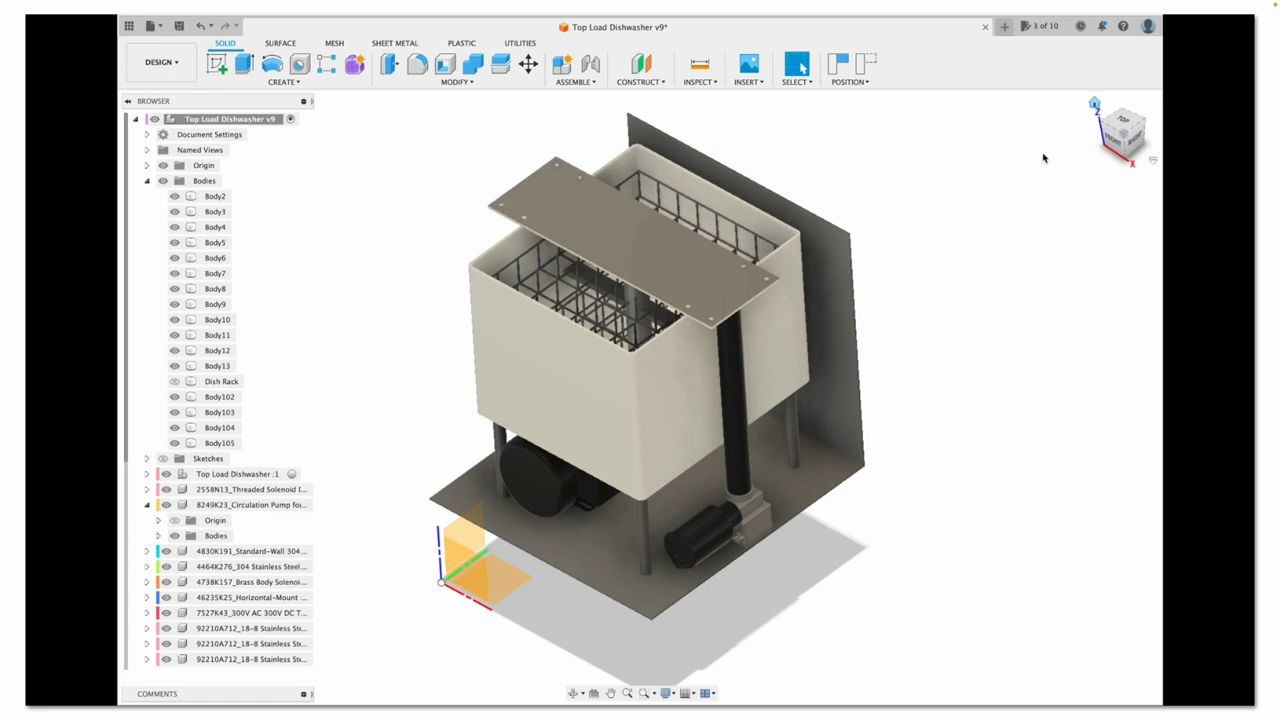 Top Load Dishwasher v9*
3 of 10
SOLID SURFACE MESH SHEET METAL PLASTIC UTILITIES
DESIGN
CREATE MODIFY ASSEMBLE CONSTRUCT INSPECT INSERT SELECT POSITION
BROWSER
Top Load Dishwasher v9
Document Settings
Named Views
Origin
Bodies
Body2
Body3
Body4
Body5
Body6
Body7
Body8
Body9
Body10
Body11
Body12
Body13
Dish Rack
Body102
Body103
Body104
Body105
Sketches
Top Load Dishwasher :1
2558N13_Threaded Solenoid (...
8249K23_Circulation Pump fo...
Origin
Bodies
4830K191_Standard-Wall 304...
4464K276_304 Stainless Steel...
4738K157_Brass Body Solenoi...
46235K25_Horizontal-Mount ...
7527K43_300V AC 300V DC T...
92210A712_18-8 Stainless Ste...
92210A712_18-8 Stainless Ste...
92210A712_18-8 Stainless Ste...
COMMENTS
Z
TOP
FRONT
RIGHT
X